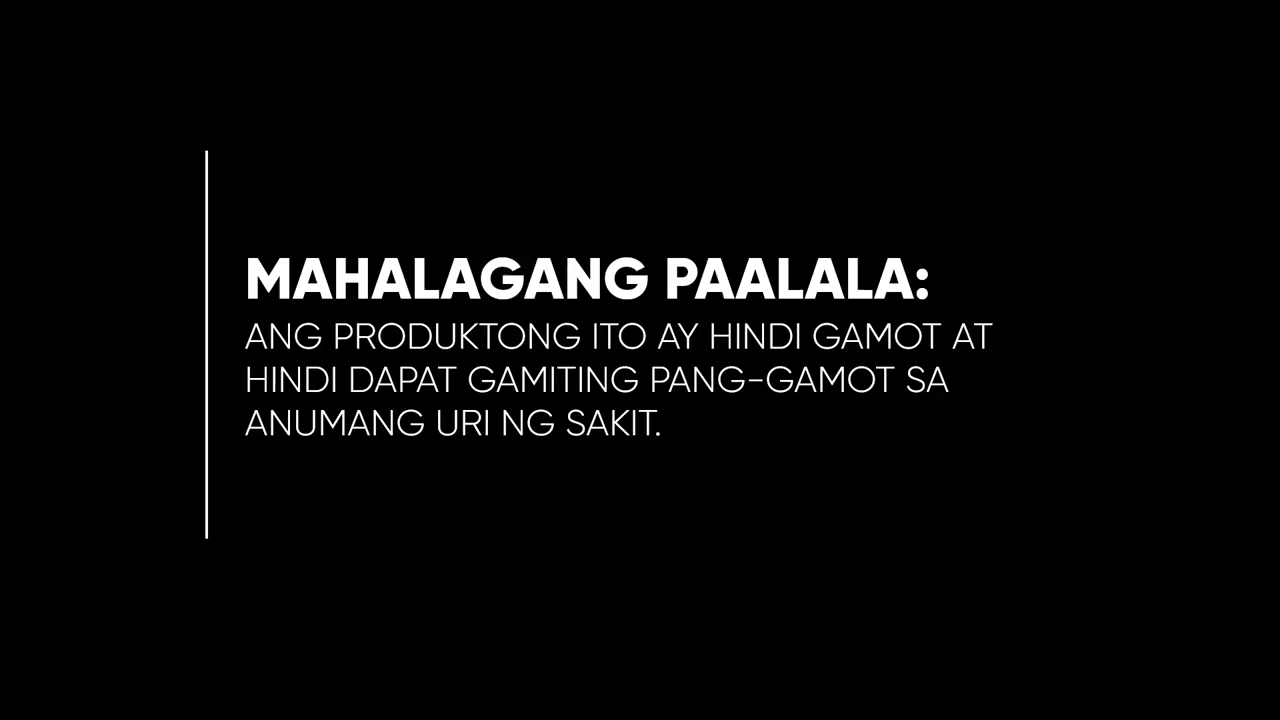 MAHALAGANG PAALALA:
ANG PRODUKTONG ITO AY HINDI GAMOT AT
HINDI DAPAT GAMITING PANG-GAMOT SA
ANUMANG URI NG SAKIT.